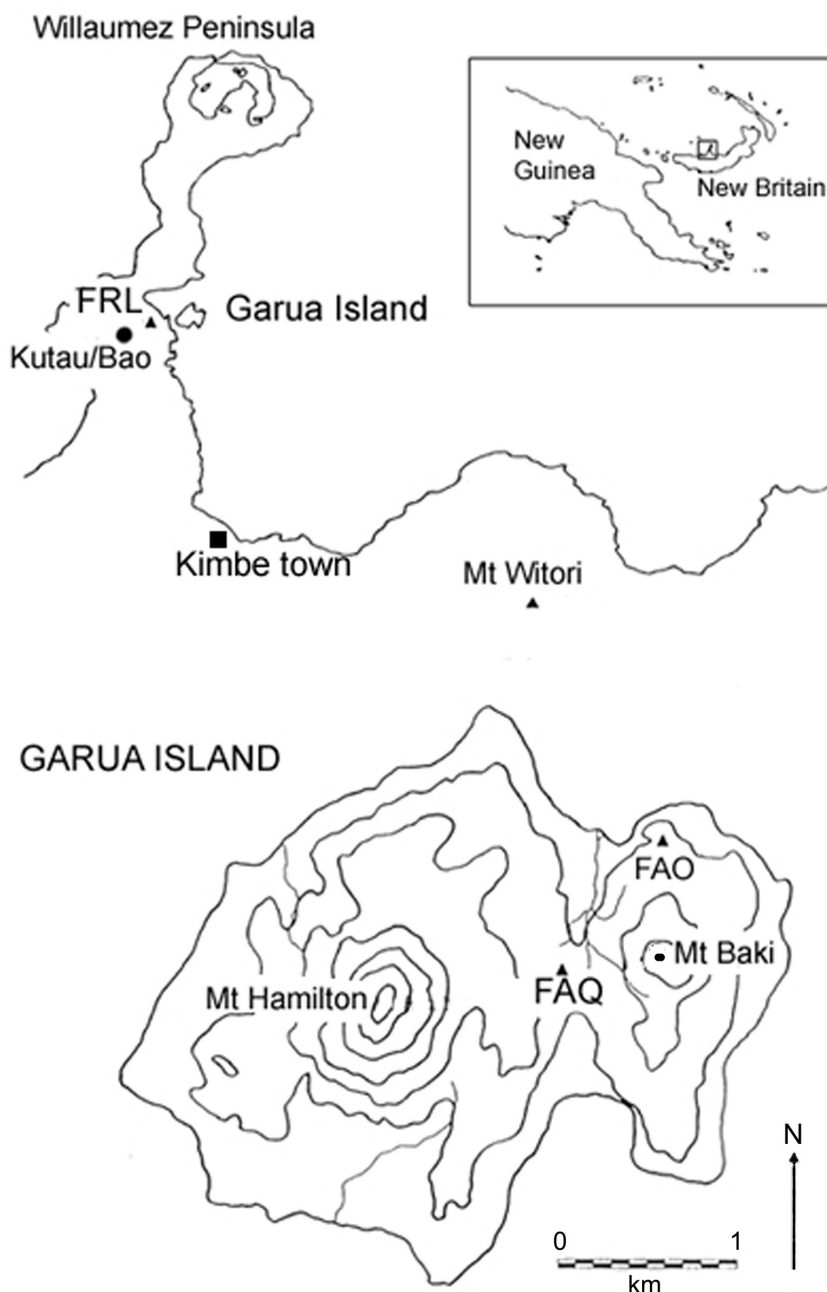 Willaumez Peninsula
New
Guinea
New Britain
FRL
Garua Island
Kutau/Bao
Kimbe town
Mt Witori
GARUA ISLAND
FAO
Mt Baki
Mt Hamilton
FAQ
N
0 1
km